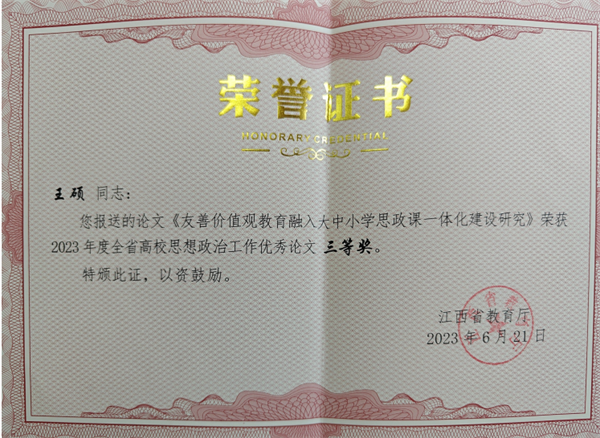 荣誉证书
HONORARY CREDENTIAL
王硕 同志：
您报送的论文《友善价值观教育融入大中小学思政课一体化建设研究》荣获
2023年度全省高校思想政治工作优秀论文 三等奖。
特颁此证，以资鼓励。
江西省教育厅
2023年6月21日